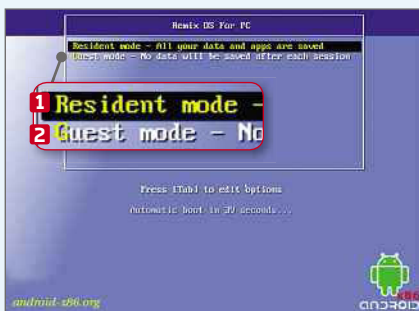 Remix OS For PC
Resident mode - All your data and apps are saved
Guest mode - No data will be saved after each session
1 Resident mode -
2 Guest mode - No
Press [Tab] to edit options
Automatic boot in seconds...
android-x86.org
x86
ANDROID